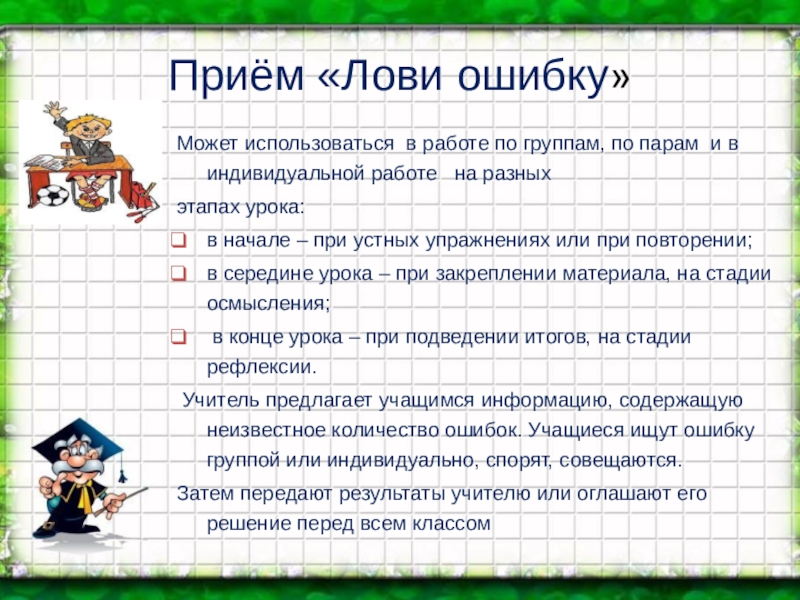 Приём «Лови ошибку»
Может использоваться в работе по группам, по парам и в
индивидуальной работе на разных
этапах урока:
в начале – при устных упражнениях или при повторении;
в середине урока – при закреплении материала, на стадии
осмысления;
в конце урока – при подведении итогов, на стадии
рефлексии.
Учитель предлагает учащимся информацию, содержащую
неизвестное количество ошибок. Учащиеся ищут ошибку
группой или индивидуально, спорят, совещаются.
Затем передают результаты учителю или оглашают его
решение перед всем классом